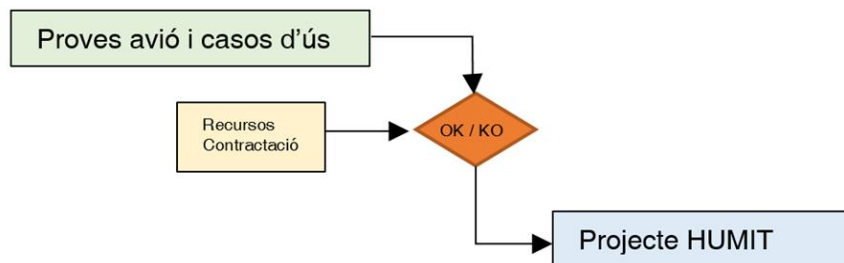 Proves avió i casos d'ús
Recursos
Contractació
OK / KO
Projecte HUMIT